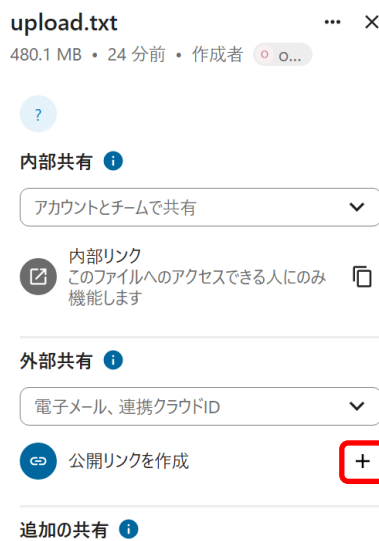 upload.txt
480.1 MB • 24 分前 • 作成者 o o...
?
内部共有
アカウントとチームで共有
内部リンク
このファイルへのアクセスできる人にのみ
機能します
外部共有
電子メール、連携クラウドID
公開リンクを作成
追加の共有